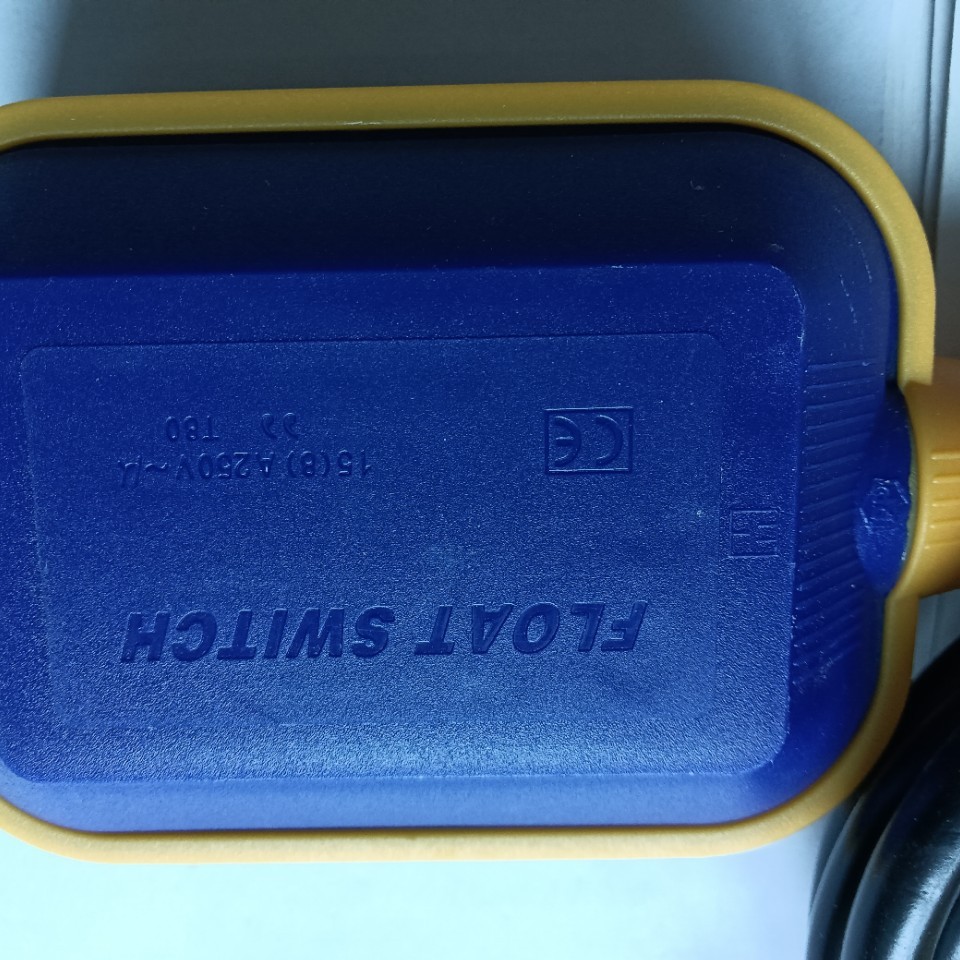 FLOAT SWITCH
15(8) A 250V ~ µ
CE
T80